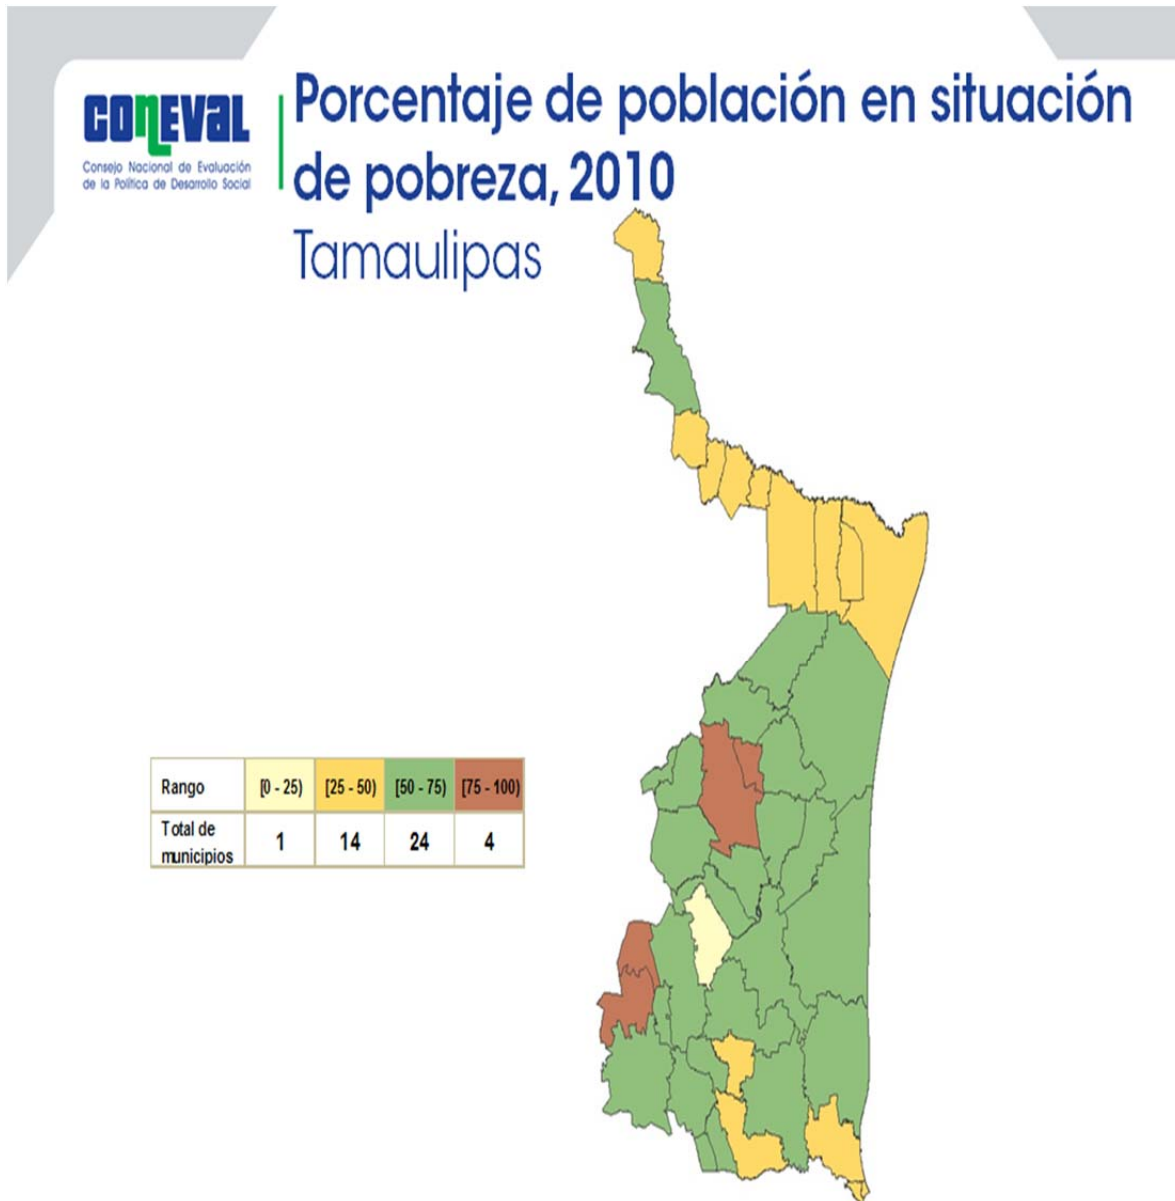 CONEVAL
Consejo Nacional de Evaluación
de la Política de Desarrollo Social
Porcentaje de población en situación
de pobreza, 2010
Tamaulipas
Rango [0 - 25) [25 - 50) [50 - 75) [75 - 100)
Total de
municipios 1 14 24 4